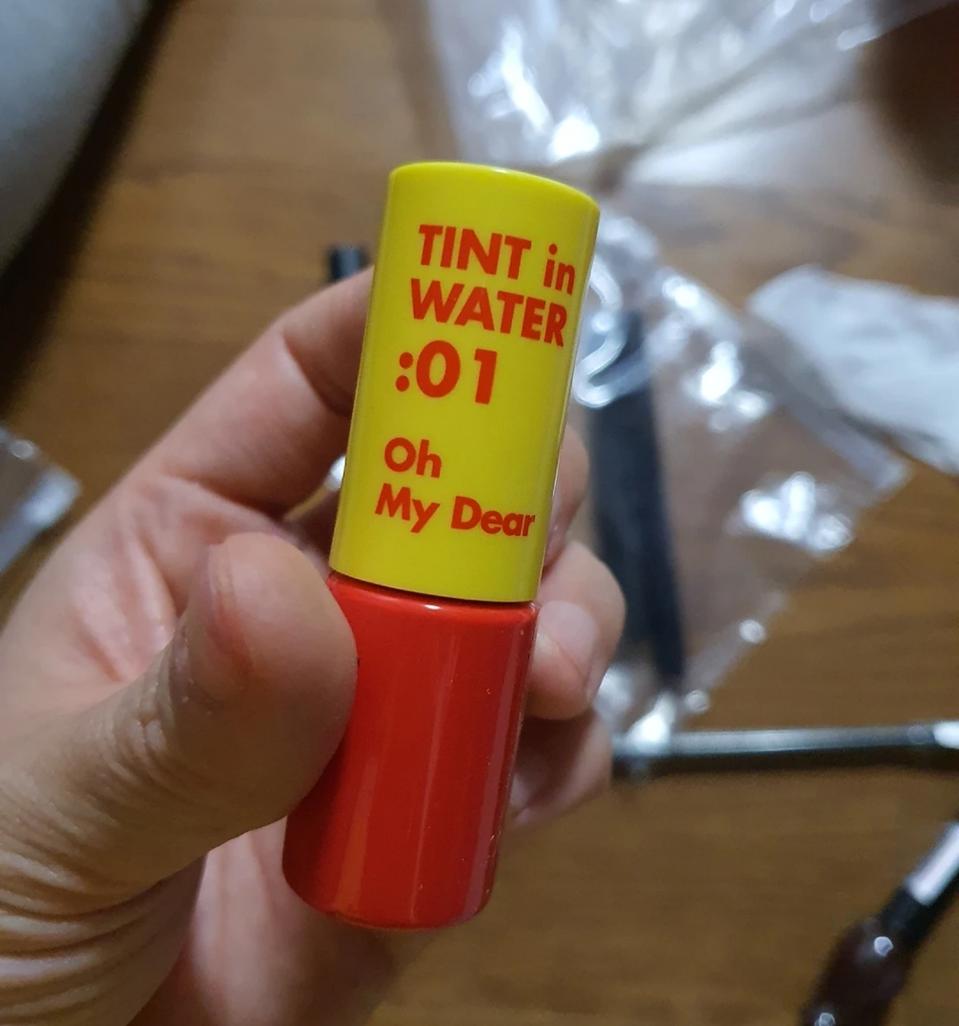 TINT in
WATER
:01
Oh
My Dear